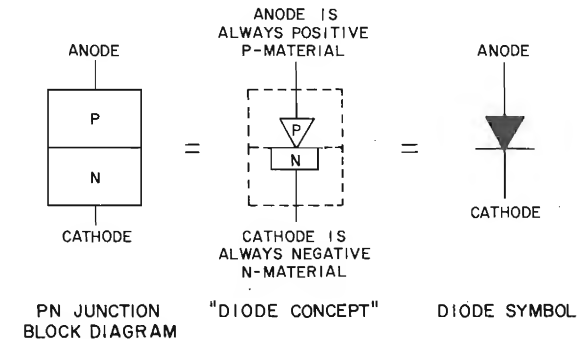 ANODE
P
N
CATHODE
PN JUNCTION
BLOCK DIAGRAM
=
ANODE IS
ALWAYS POSITIVE
P-MATERIAL
P
N
CATHODE IS
ALWAYS NEGATIVE
N-MATERIAL
"DIODE CONCEPT"
=
ANODE
CATHODE
DIODE SYMBOL